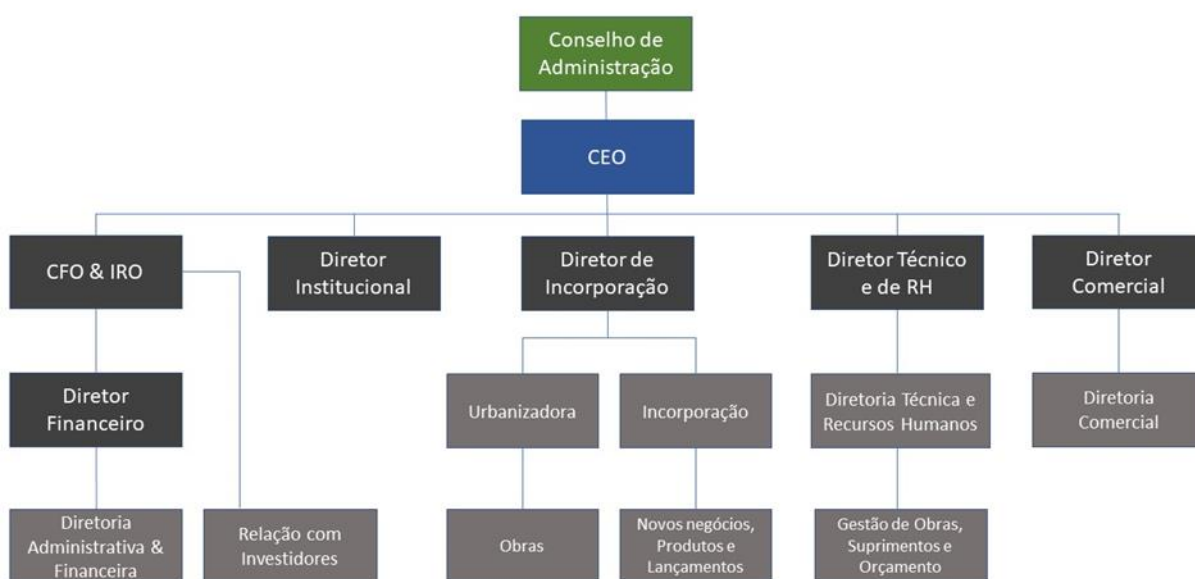 Conselho de
Administração
CEO
CFO & IRO
Diretor
Institucional
Diretor de
Incorporação
Diretor Técnico
e de RH
Diretor
Comercial
Diretor
Financeiro
Urbanizadora
Incorporação
Diretoria Técnica e
Recursos Humanos
Diretoria
Comercial
Diretoria
Administrativa &
Financeira
Relação com
Investidores
Obras
Novos negócios,
Produtos e
Lançamentos
Gestão de Obras,
Suprimentos e
Orçamento